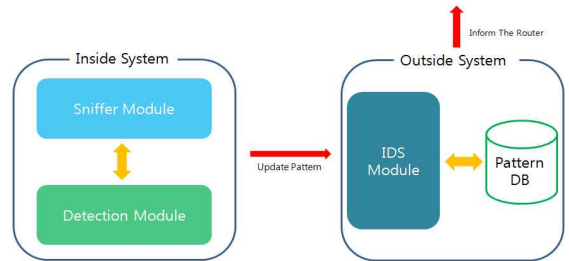 Inform The Router
Inside System
Outside System
Sniffer Module
IDS
Module
Pattern
DB
Update Pattern
Detection Module